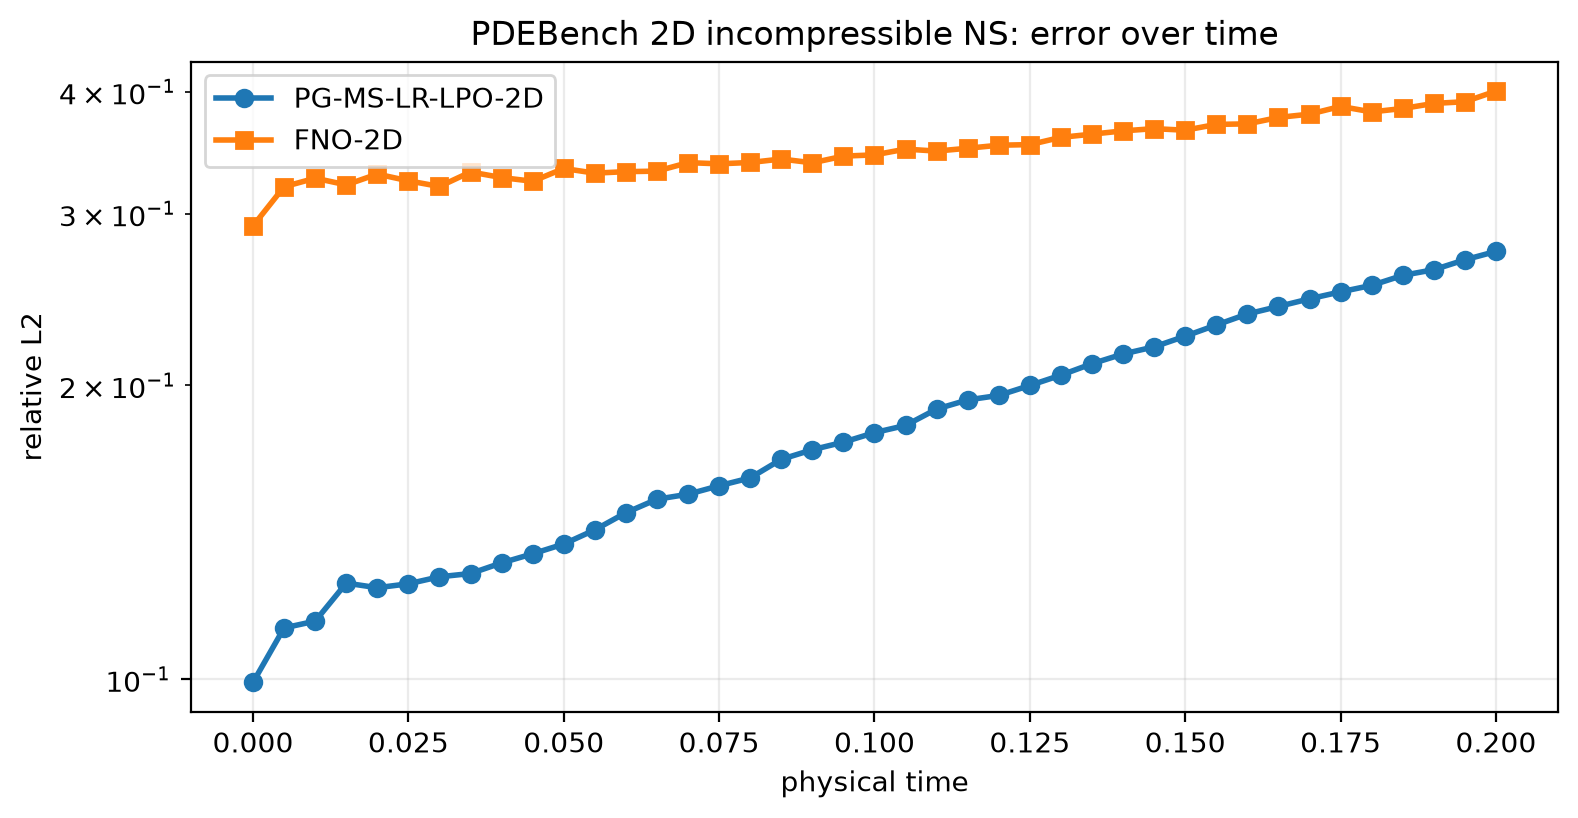 PDEBench 2D incompressible NS: error over time
PG-MS-LR-LPO-2D
FNO-2D
4 × 10⁻¹
3 × 10⁻¹
2 × 10⁻¹
10⁻¹
relative L2
0.000 0.025 0.050 0.075 0.100 0.125 0.150 0.175 0.200
physical time